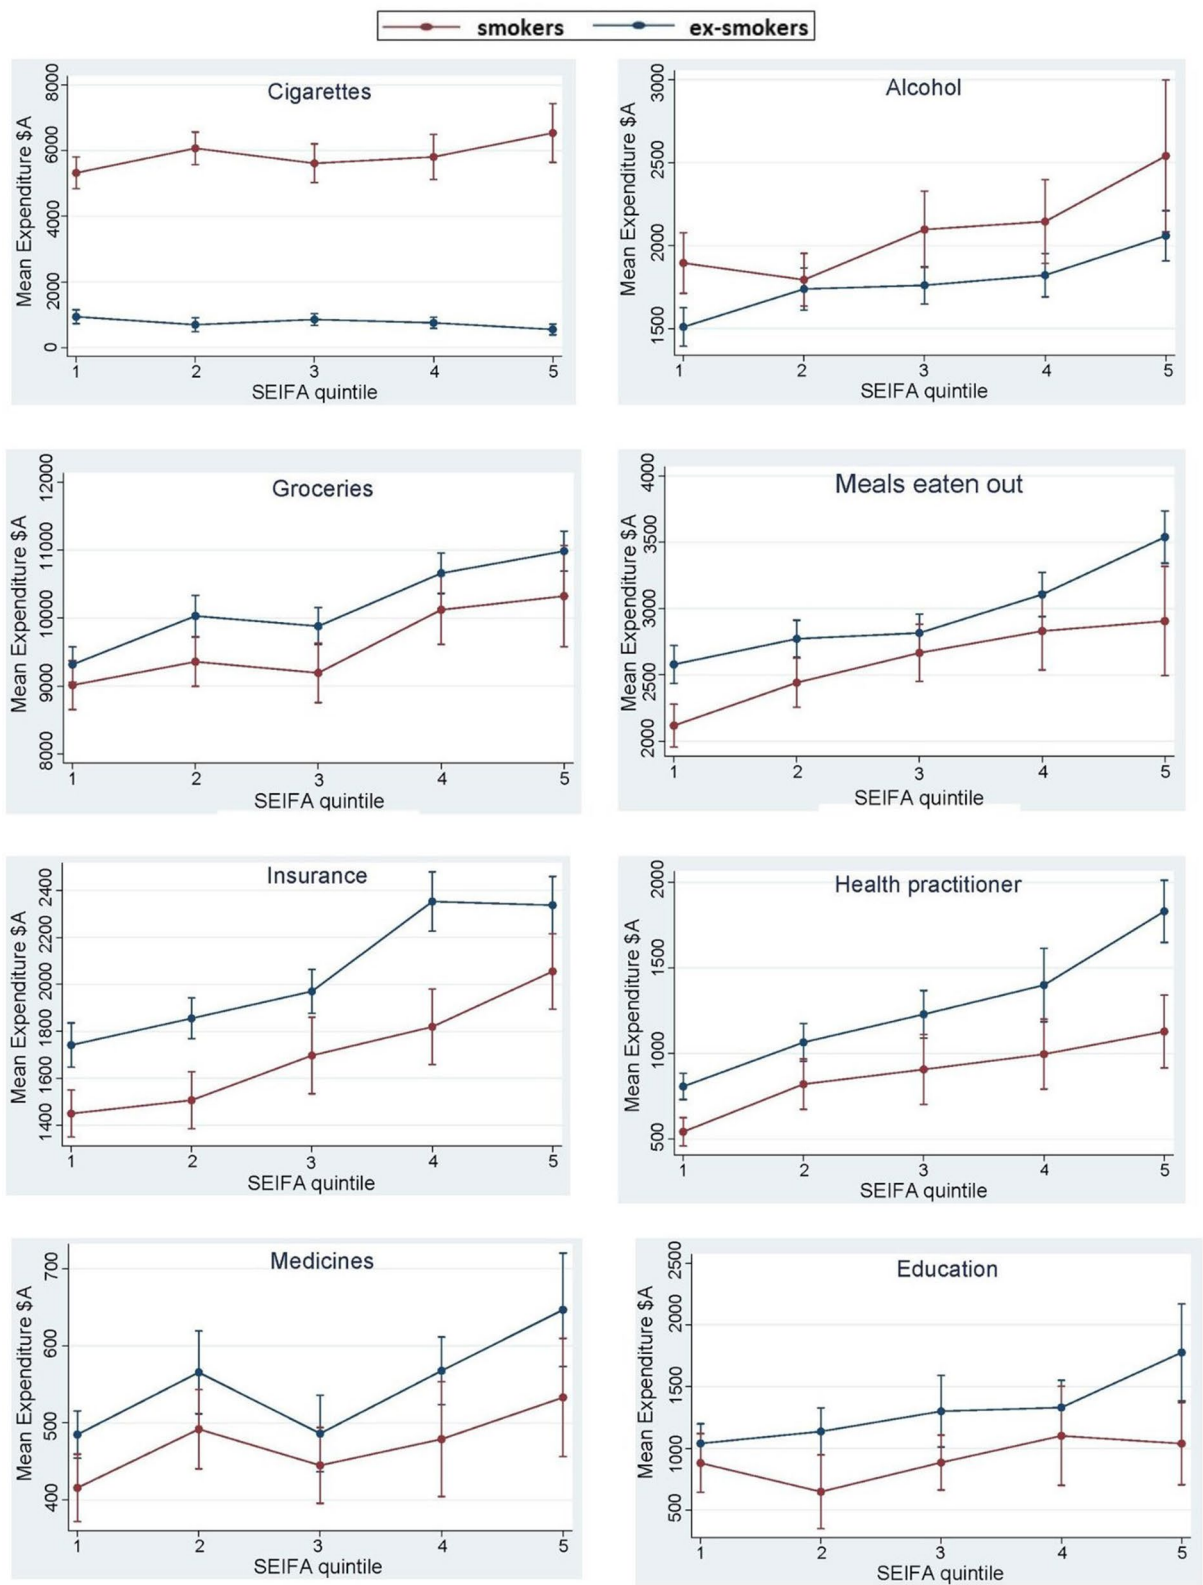 smokers ex-smokers
Cigarettes
Mean Expenditure $A
8000
6000
4000
2000
0
1 2 3 4 5
SEIFA quintile
Alcohol
Mean Expenditure $A
3000
2500
2000
1500
1 2 3 4 5
SEIFA quintile
Groceries
Mean Expenditure $A
12000
11000
10000
9000
8000
1 2 3 4 5
SEIFA quintile
Meals eaten out
Mean Expenditure $A
4000
3500
3000
2500
2000
1 2 3 4 5
SEIFA quintile
Insurance
Mean Expenditure $A
2400
2200
2000
1800
1600
1400
1 2 3 4 5
SEIFA quintile
Health practitioner
Mean Expenditure $A
2000
1500
1000
500
1 2 3 4 5
SEIFA quintile
Medicines
Mean Expenditure $A
700
600
500
400
1 2 3 4 5
SEIFA quintile
Education
Mean Expenditure $A
2500
2000
1500
1000
500
1 2 3 4 5
SEIFA quintile